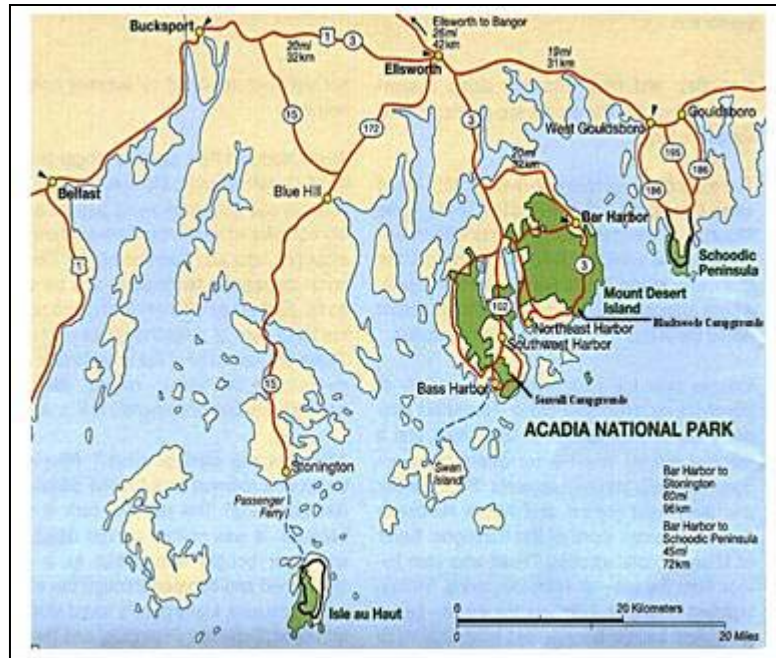 Bucksport
Ellsworth to Bangor
26mi
42km
1
3
20mi
32km
Ellsworth
19mi
31km
15
172
3
West Gouldsboro
Gouldsboro
195
186
186
Belfast
Blue Hill
20mi
32km
Bar Harbor
Schoodic
Peninsula
1
3
Mount Desert
Island
102
Blackwoods Campgrounds
Northeast Harbor
Southwest Harbor
15
Bass Harbor
Seawall Campgrounds
ACADIA NATIONAL PARK
Stonington
Swan
Island
Passenger
Ferry
Bar Harbor to
Stonington
60mi
96km
Bar Harbor to
Schoodic Peninsula
45mi
72km
Isle au Haut
0
20 Kilometers
0
20 Miles